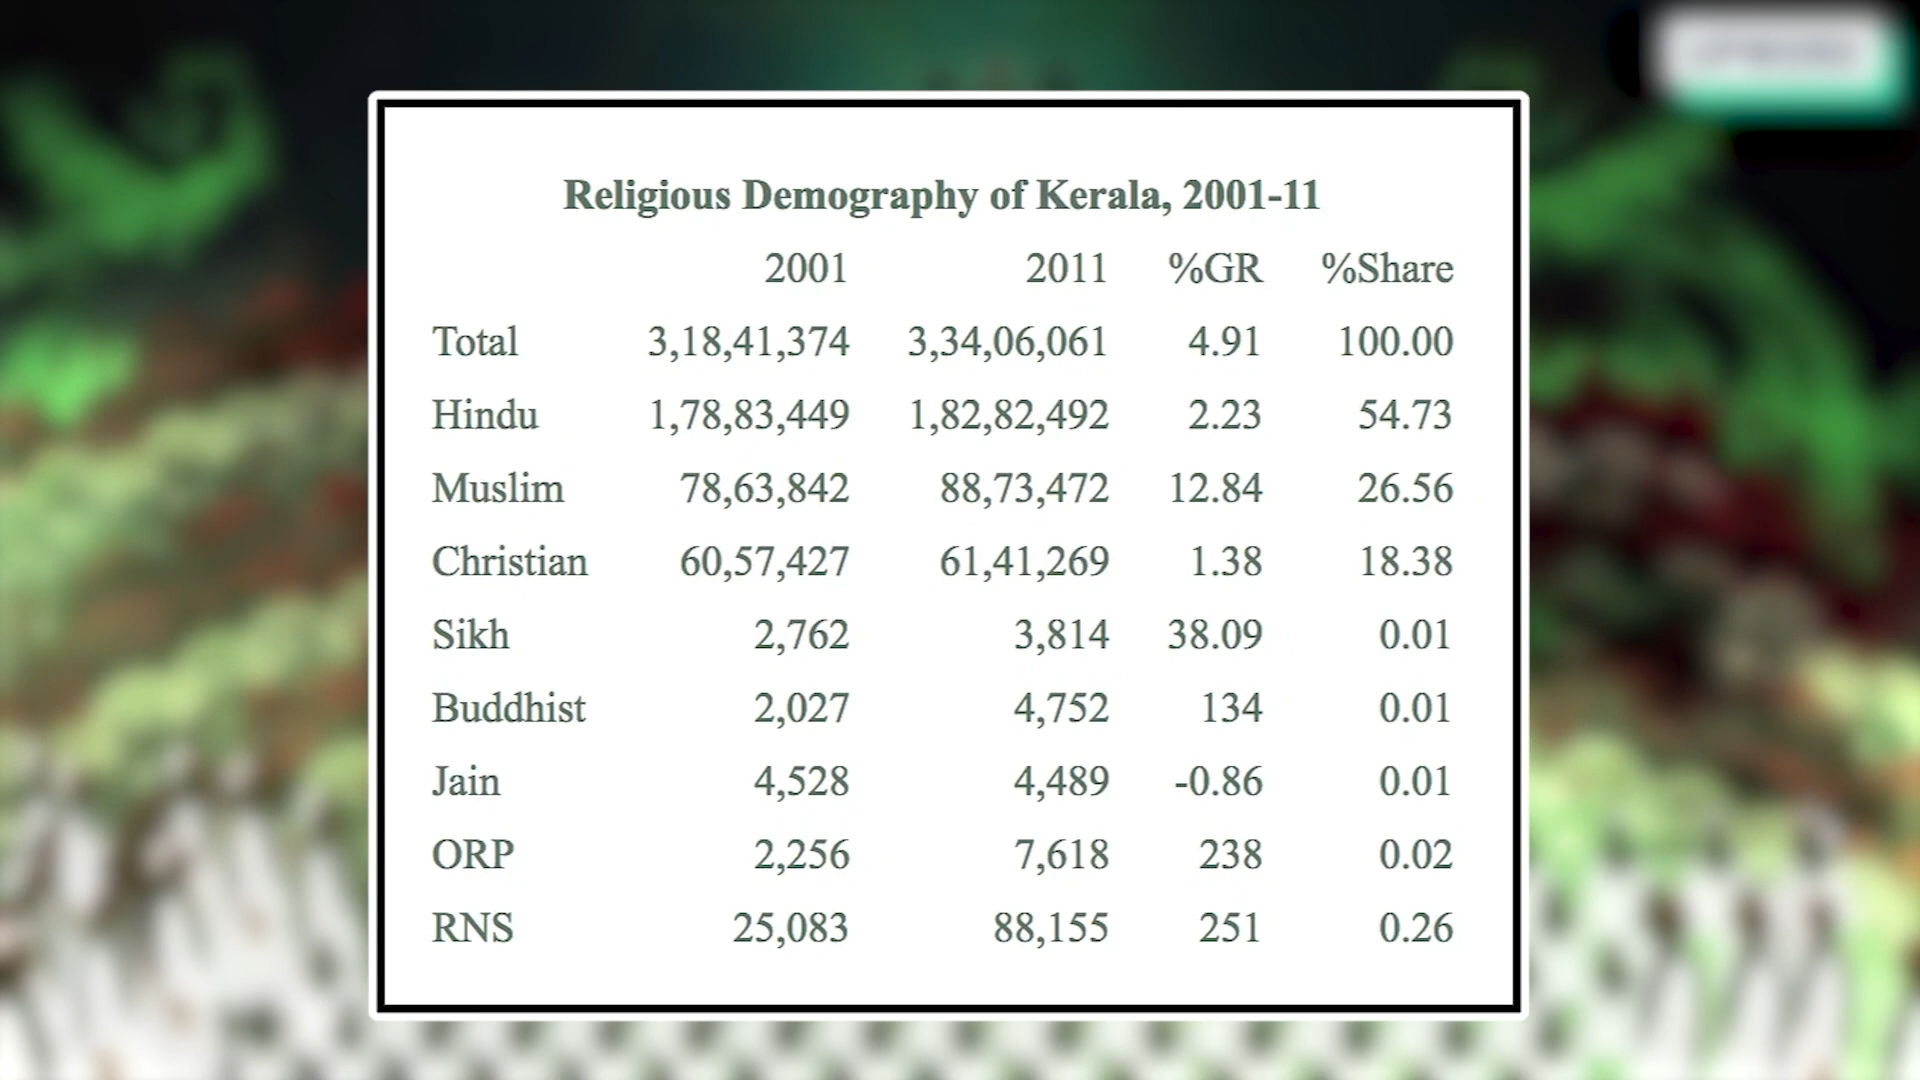 Religious Demography of Kerala, 2001-11
2001 2011 %GR %Share
Total 3,18,41,374 3,34,06,061 4.91 100.00
Hindu 1,78,83,449 1,82,82,492 2.23 54.73
Muslim 78,63,842 88,73,472 12.84 26.56
Christian 60,57,427 61,41,269 1.38 18.38
Sikh 2,762 3,814 38.09 0.01
Buddhist 2,027 4,752 134 0.01
Jain 4,528 4,489 -0.86 0.01
ORP 2,256 7,618 238 0.02
RNS 25,083 88,155 251 0.26